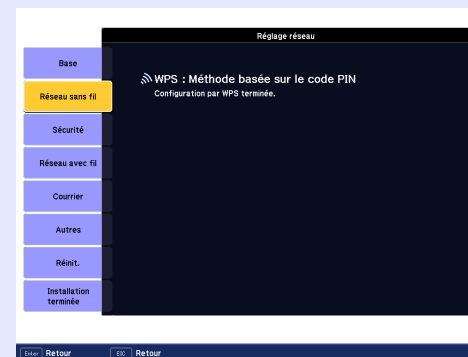 Réglage réseau
Base
Réseau sans fil
Sécurité
Réseau avec fil
Courrier
Autres
Réinit.
Installation
terminée
WPS : Méthode basée sur le code PIN
Configuration par WPS terminée.
Enter Retour ESC Retour